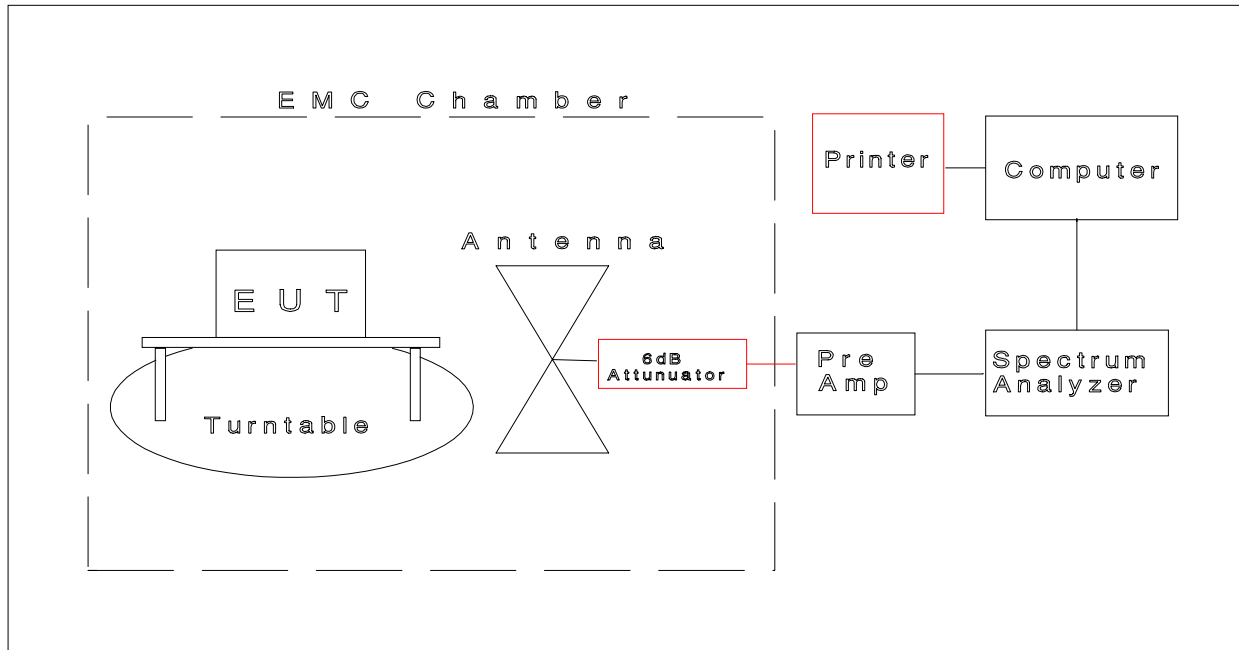 EMC Chamber
Printer
Computer
Antenna
EUT
6dB
Attunuator
Pre
Amp
Spectrum
Analyzer
Turntable